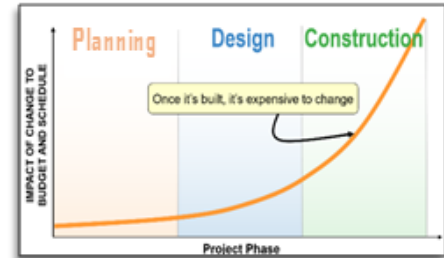 Planning Design Construction
Once it's built, it's expensive to change
IMPACT OF CHANGE TO
BUDGET AND SCHEDULE
Project Phase